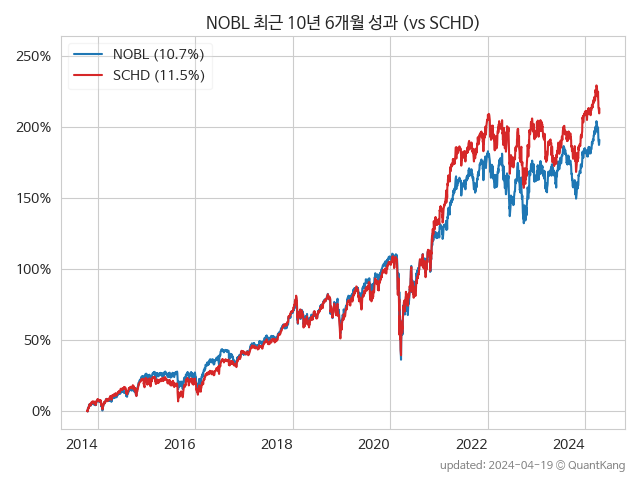 NOBL 최근 10년 6개월 성과 (vs SCHD)
NOBL (10.7%)
SCHD (11.5%)
250%
200%
150%
100%
50%
0%
2014 2016 2018 2020 2022 2024
updated: 2024-04-19 © QuantKang